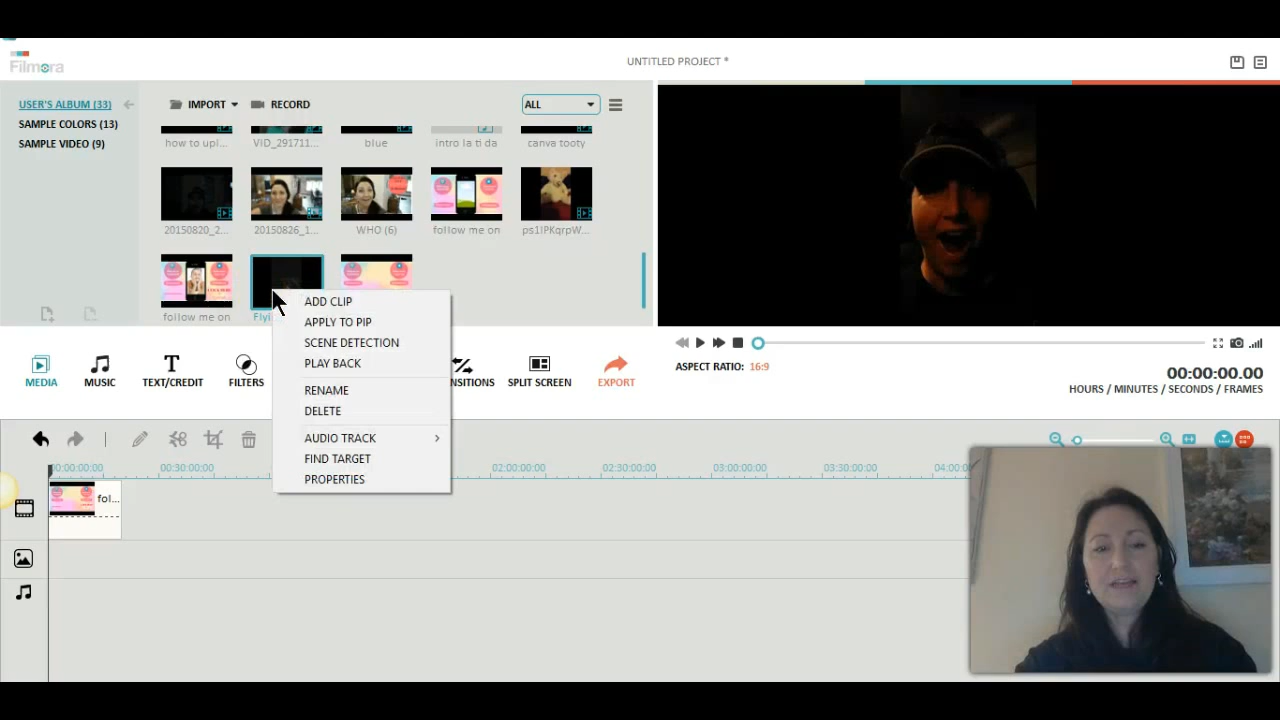 Filmora
UNTITLED PROJECT *
USER'S ALBUM (33)
SAMPLE COLORS (13)
SAMPLE VIDEO (9)
IMPORT
RECORD
ALL
how to upl...
VID_291711...
blue
intro la ti da
canva tooty
20150820_2...
20150826_1...
WHO (6)
follow me on
ps1IPKqrpW...
follow me on
Flyi
ADD CLIP
APPLY TO PIP
SCENE DETECTION
PLAY BACK
RENAME
DELETE
AUDIO TRACK
FIND TARGET
PROPERTIES
MEDIA
MUSIC
TEXT/CREDIT
FILTERS
NSITIONS
SPLIT SCREEN
EXPORT
ASPECT RATIO: 16:9
00:00:00.00
HOURS / MINUTES / SECONDS / FRAMES
00:00:00:00
00:30:00:00
02:00:00:00
02:30:00:00
03:00:00:00
03:30:00:00
04:00:
fol...